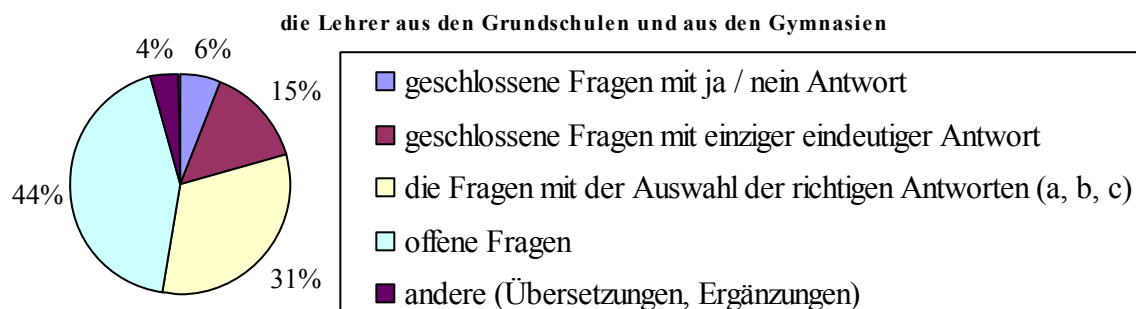 die Lehrer aus den Grundschulen und aus den Gymnasien
4% 6%
15%
44%
31%
geschlossene Fragen mit ja / nein Antwort
geschlossene Fragen mit einziger eindeutiger Antwort
die Fragen mit der Auswahl der richtigen Antworten (a, b, c)
offene Fragen
andere (Übersetzungen, Ergänzungen)